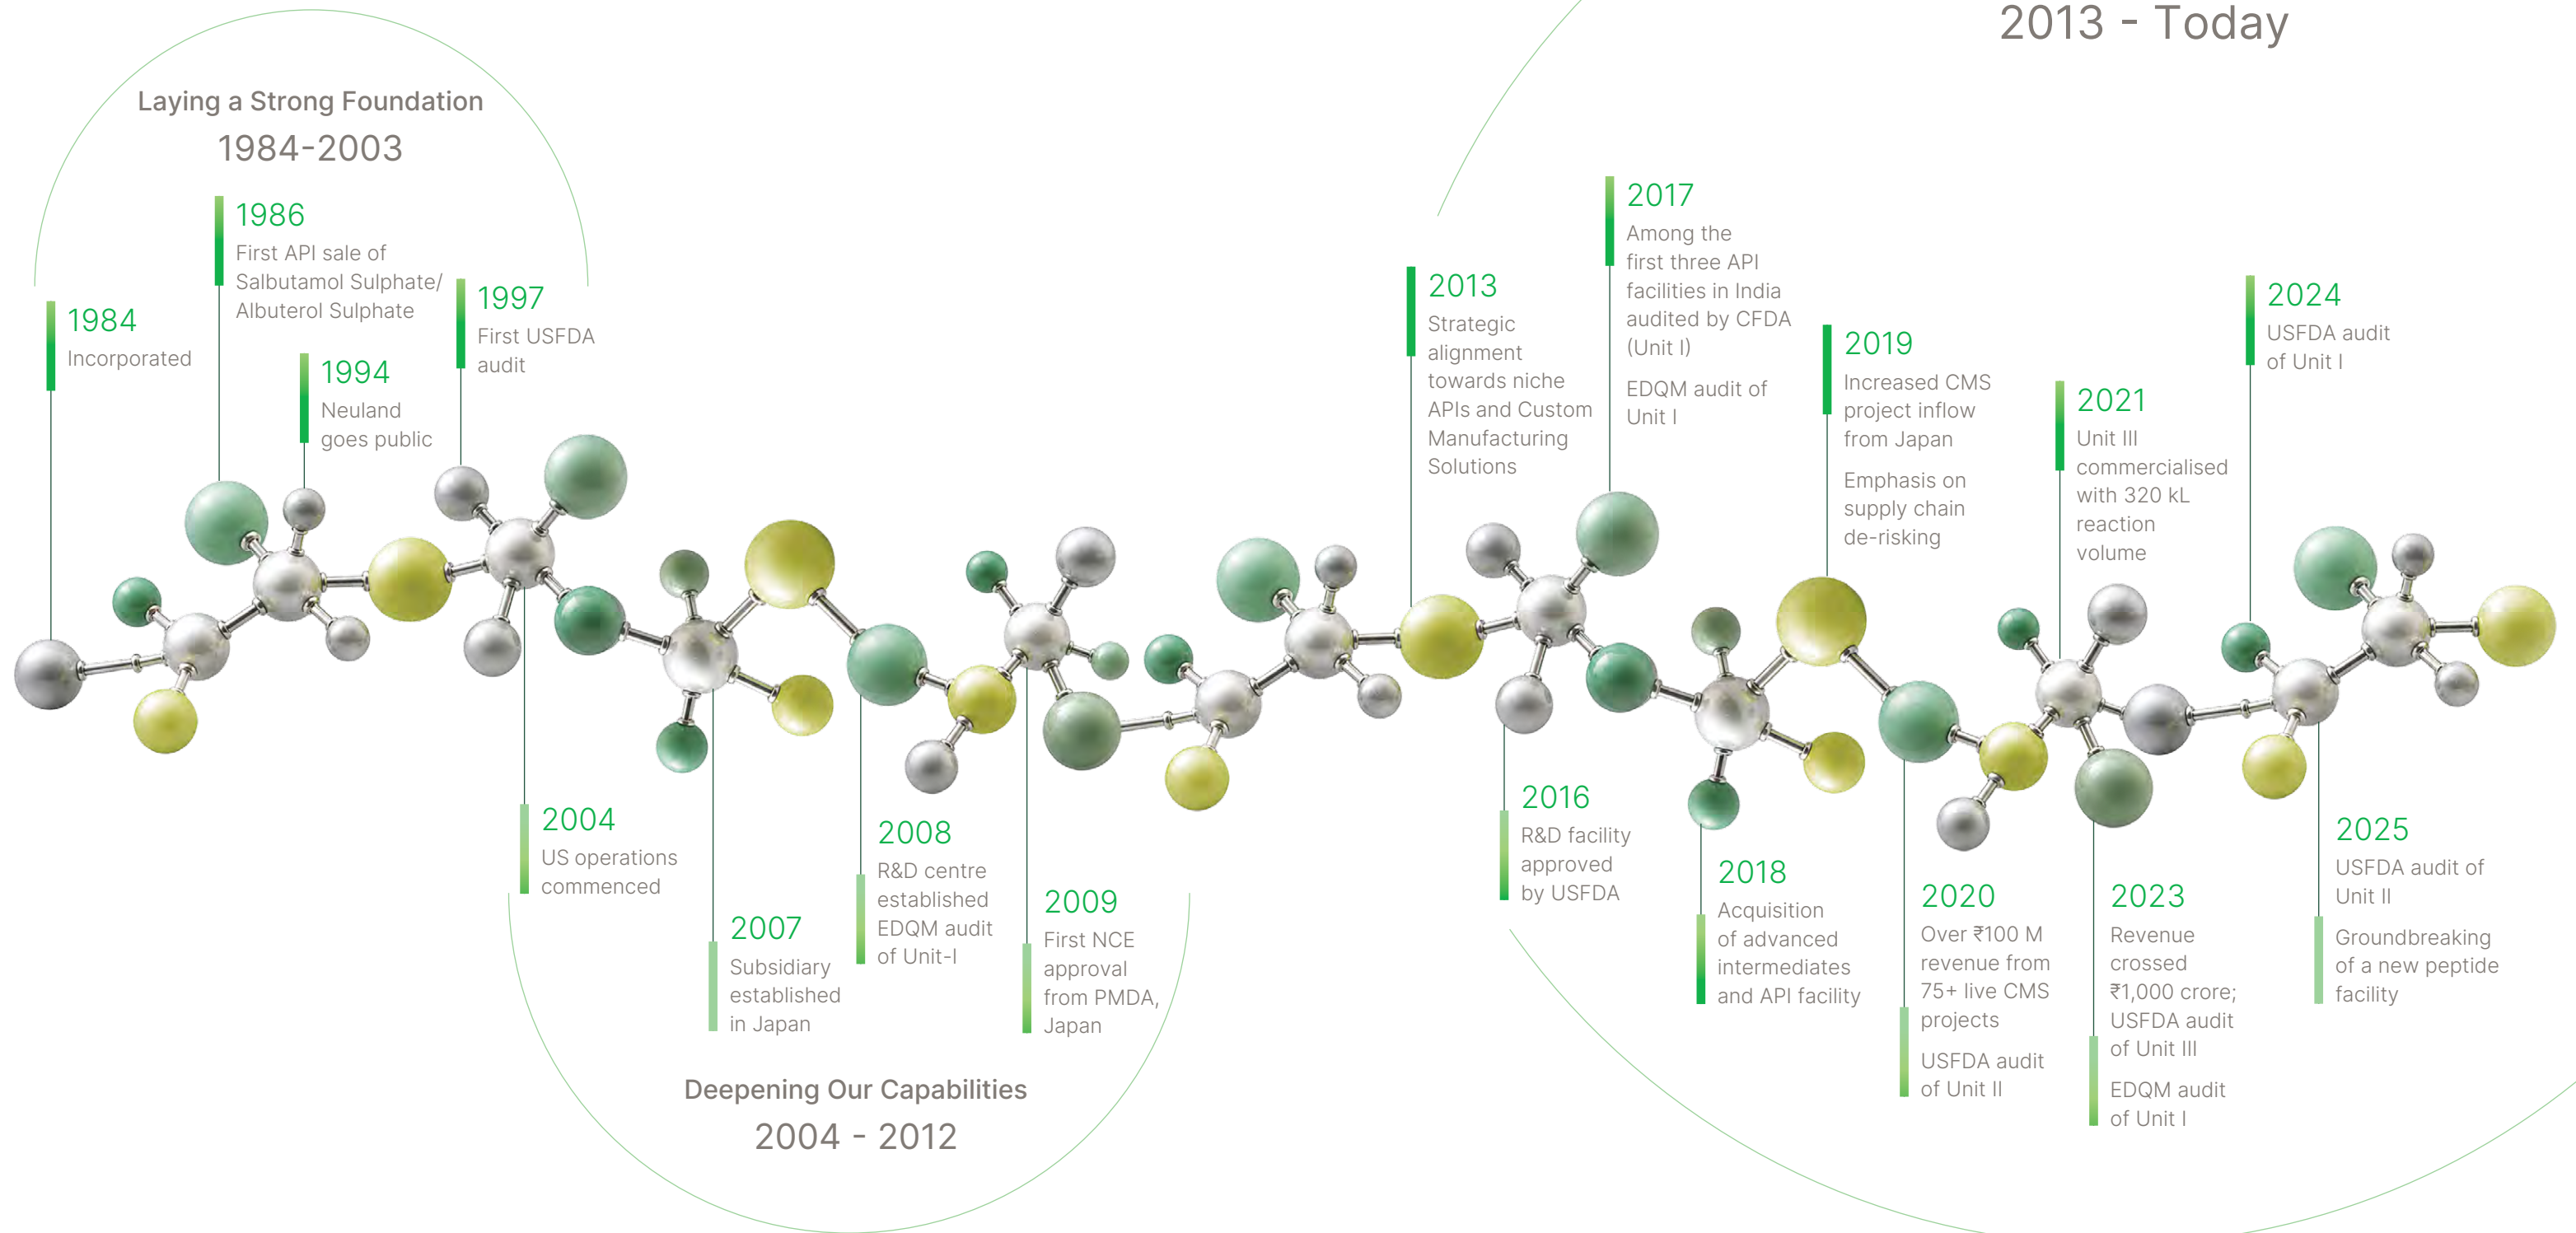 Laying a Strong Foundation
1984-2003
1984
Incorporated
1986
First API sale of
Salbutamol Sulphate/
Albuterol Sulphate
1994
Neuland
goes public
1997
First USFDA
audit
2004
US operations
commenced
2007
Subsidiary
established
in Japan
2008
R&D centre
established
EDQM audit
of Unit-I
2009
First NCE
approval
from PMDA,
Japan
Deepening Our Capabilities
2004 - 2012
2013 - Today
2013
Strategic
alignment
towards niche
APIs and Custom
Manufacturing
Solutions
2016
R&D facility
approved
by USFDA
2017
Among the
first three API
facilities in India
audited by CFDA
(Unit I)
EDQM audit of
Unit I
2018
Acquisition
of advanced
intermediates
and API facility
2019
Increased CMS
project inflow
from Japan
Emphasis on
supply chain
de-risking
2020
Over ₹100 M
revenue from
75+ live CMS
projects
USFDA audit
of Unit II
2021
Unit III
commercialised
with 320 kL
reaction
volume
2023
Revenue
crossed
₹1,000 crore;
USFDA audit
of Unit III
EDQM audit
of Unit I
2024
USFDA audit
of Unit I
2025
USFDA audit of
Unit II
Groundbreaking
of a new peptide
facility